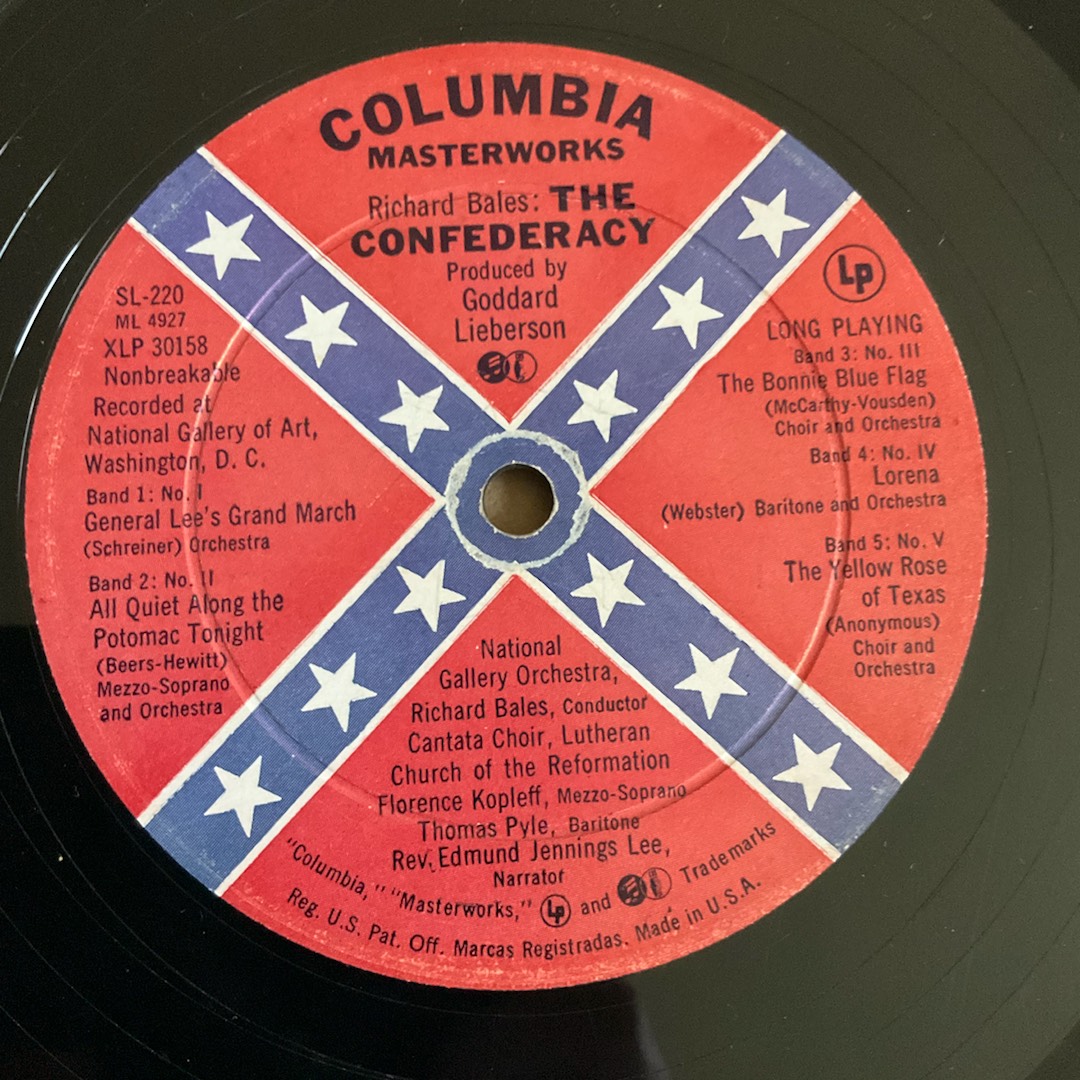 COLUMBIA
MASTERWORKS
Richard Bales: THE
CONFEDERACY
Produced by
Goddard
Lieberson
SL-220
ML 4927
XLP 30158
Nonbreakable
Recorded at
National Gallery of Art,
Washington, D. C.
Band 1: No. I
General Lee's Grand March
(Schreiner) Orchestra
Band 2: No. II
All Quiet Along the
Potomac Tonight
(Beers-Hewitt)
Mezzo-Soprano
and Orchestra
Lp
LONG PLAYING
Band 3: No. III
The Bonnie Blue Flag
(McCarthy-Vousden)
Choir and Orchestra
Band 4: No. IV
Lorena
(Webster) Baritone and Orchestra
Band 5: No. V
The Yellow Rose
of Texas
(Anonymous)
Choir and
Orchestra
National
Gallery Orchestra,
Richard Bales, Conductor
Cantata Choir, Lutheran
Church of the Reformation
Florence Kopleff, Mezzo-Soprano
Thomas Pyle, Baritone
Rev. Edmund Jennings Lee,
Narrator
"Columbia," "Masterworks," Lp and Trademarks
Reg. U.S. Pat. Off. Marcas Registradas. Made in U.S.A.